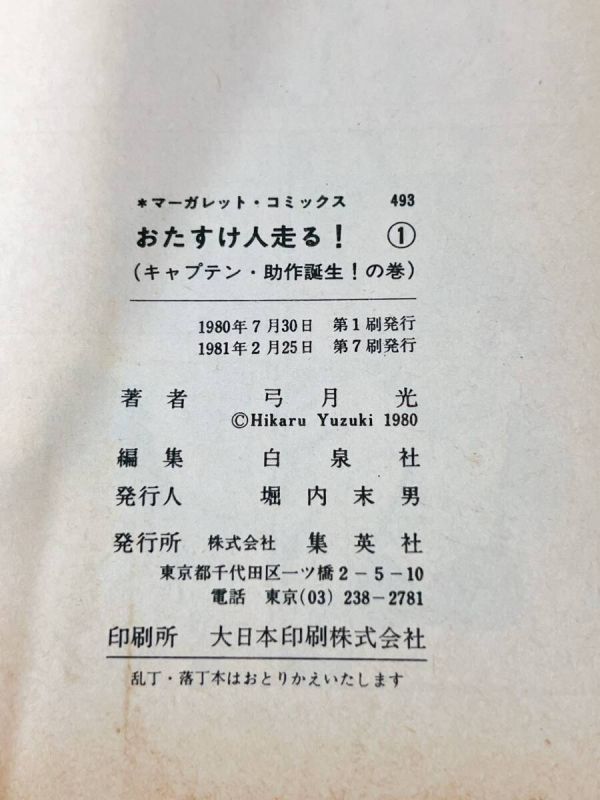 *マーガレット・コミックス 493
おたすけ人走る! ①
(キャプテン・助作誕生!の巻)
1980年7月30日 第1刷発行
1981年2月25日 第7刷発行
著者 弓月光
©Hikaru Yuzuki 1980
編集 白泉社
発行人 堀内末男
発行所 株式会社 集英社
東京都千代田区一ツ橋2-5-10
電話 東京(03)238-2781
印刷所 大日本印刷株式会社
乱丁・落丁本はおとりかえいたします